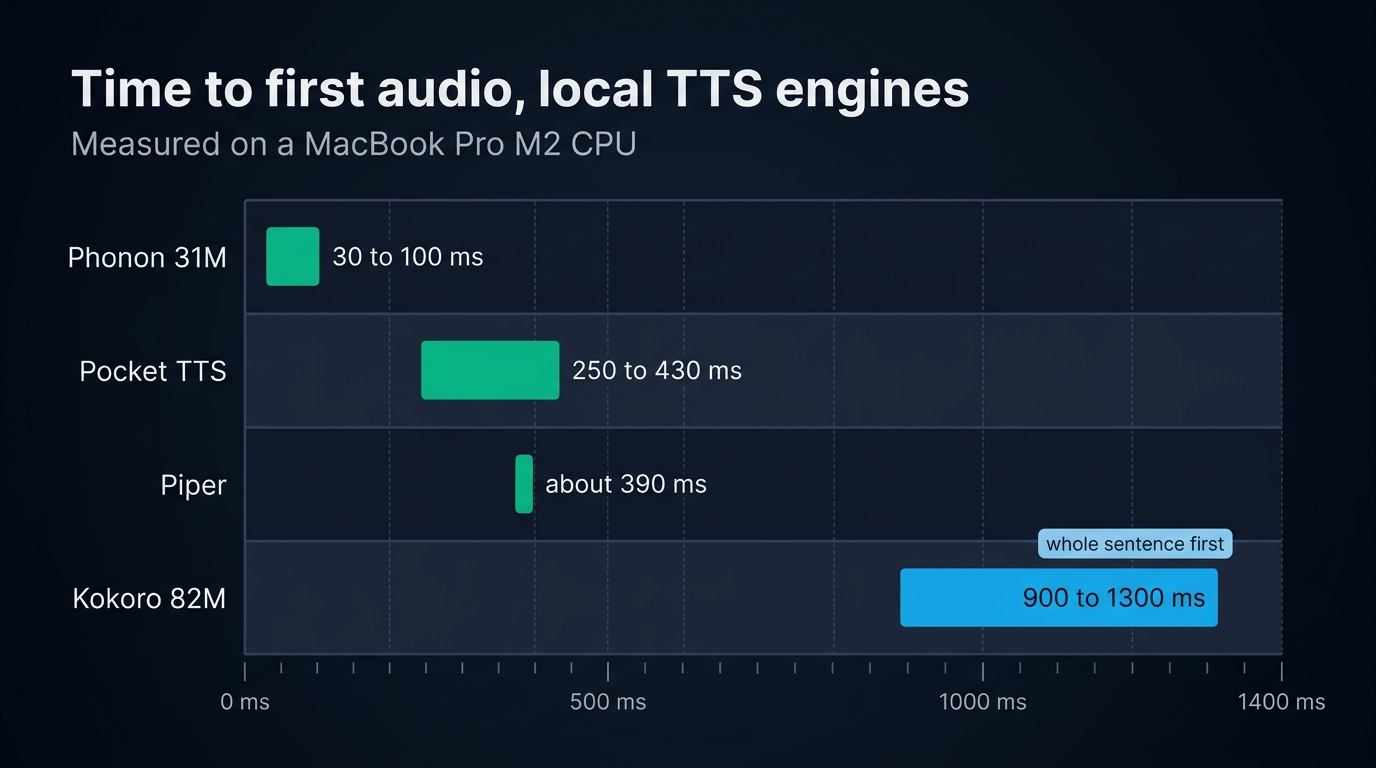 Time to first audio, local TTS engines
Measured on a MacBook Pro M2 CPU
Phonon 31M
30 to 100 ms
Pocket TTS
250 to 430 ms
Piper
about 390 ms
whole sentence first
Kokoro 82M
900 to 1300 ms
0 ms
500 ms
1000 ms
1400 ms